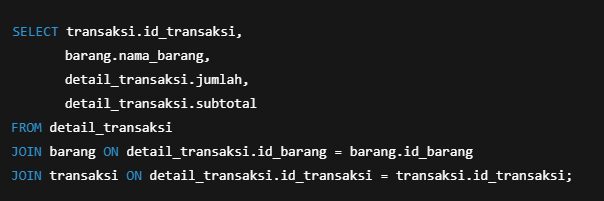 SELECT transaksi.id_transaksi,
       barang.nama_barang,
       detail_transaksi.jumlah,
       detail_transaksi.subtotal
FROM detail_transaksi
JOIN barang ON detail_transaksi.id_barang = barang.id_barang
JOIN transaksi ON detail_transaksi.id_transaksi = transaksi.id_transaksi;